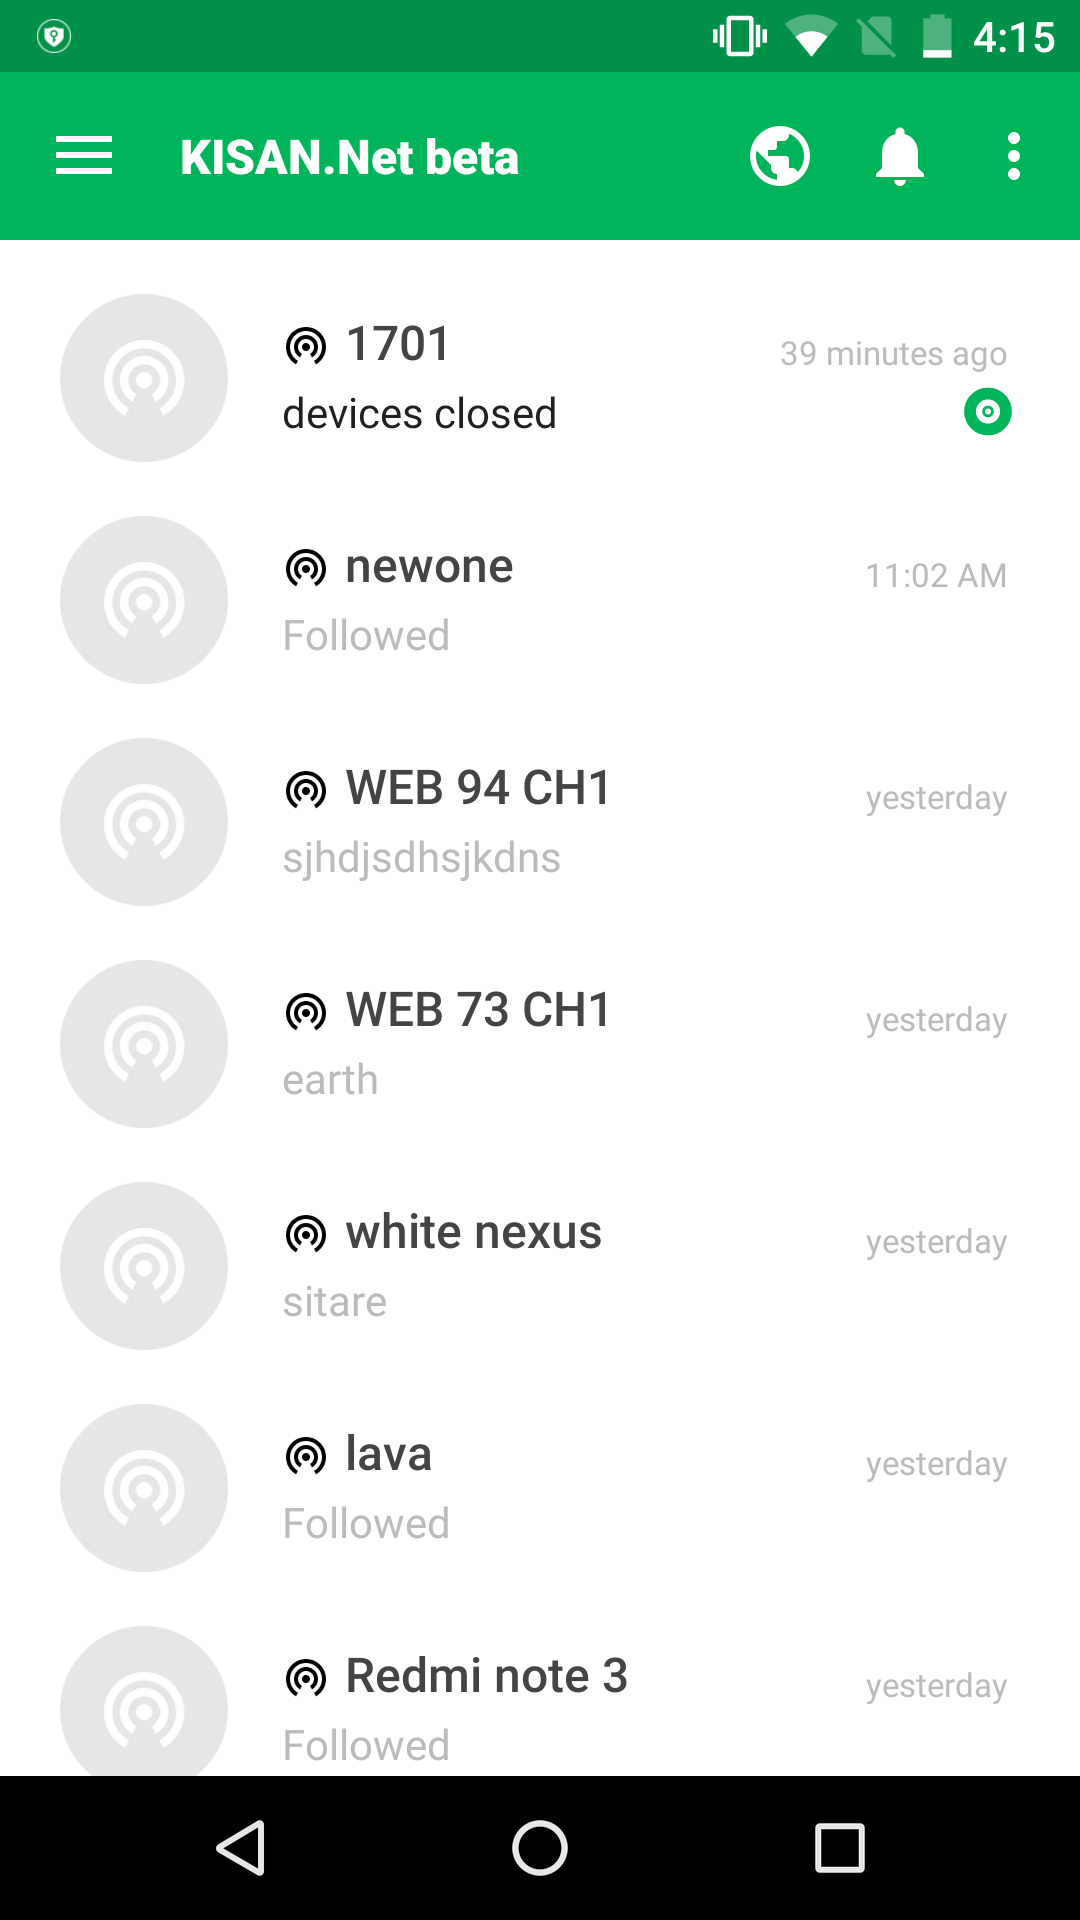 4:15
KISAN.Net beta
1701
39 minutes ago
devices closed
newone
11:02 AM
Followed
WEB 94 CH1
yesterday
sjhdjsdhsjkdns
WEB 73 CH1
yesterday
earth
white nexus
yesterday
sitare
lava
yesterday
Followed
Redmi note 3
yesterday
Followed